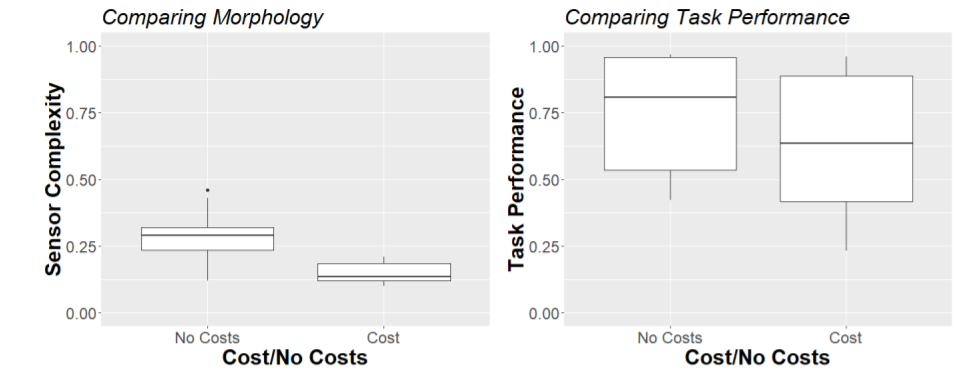 Comparing Morphology
Sensor Complexity
1.00
0.75
0.50
0.25
0.00
No Costs Cost
Cost/No Costs
Comparing Task Performance
Task Performance
1.00
0.75
0.50
0.25
0.00
No Costs Cost
Cost/No Costs